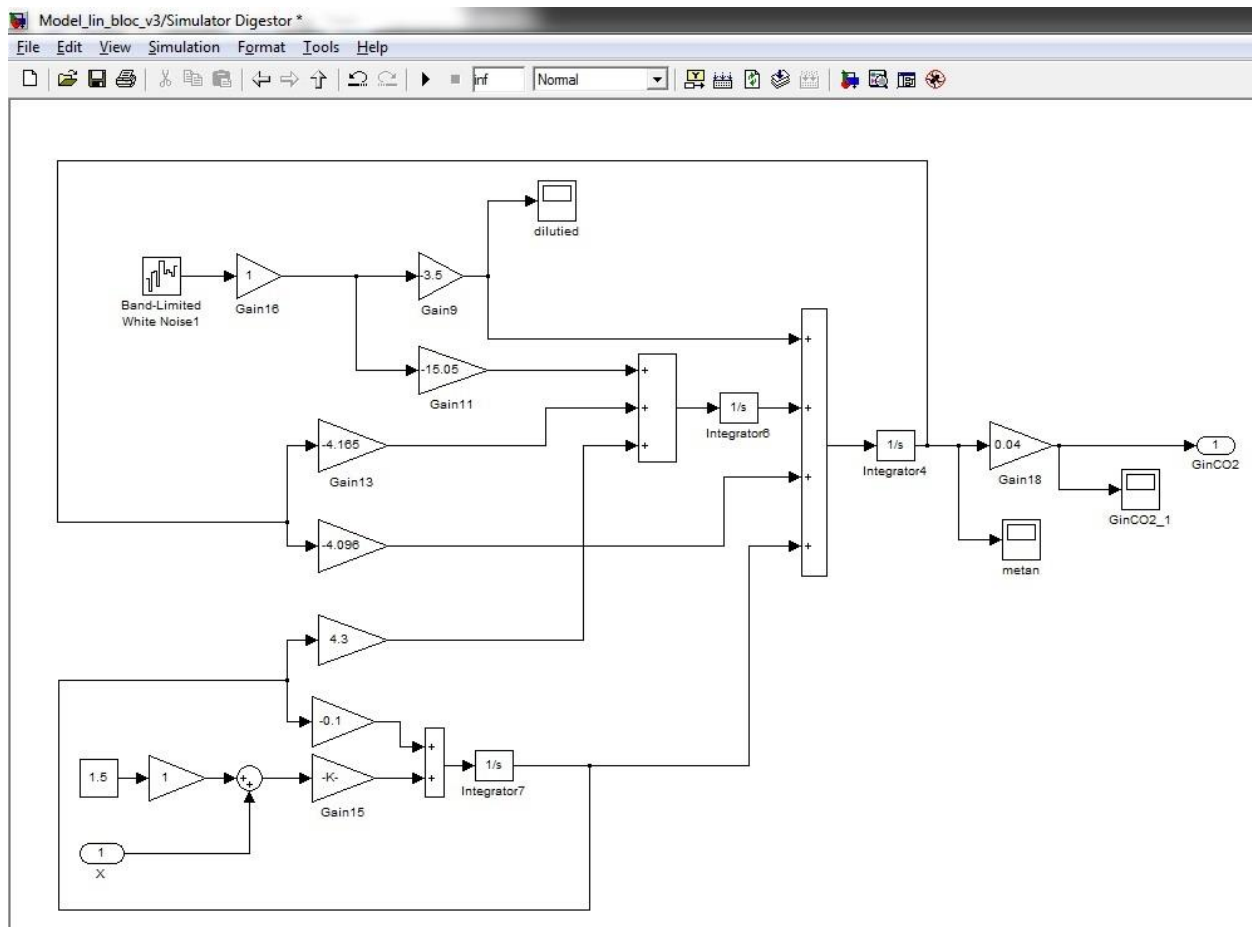 Model_lin_bloc_v3/Simulator Digestor *
File Edit View Simulation Format Tools Help
inf Normal
dilutied
Band-Limited
White Noise1
1
Gain16
-3.5
Gain9
-15.05
Gain11
-4.165
Gain13
-4.096
+
+
+
1/s
Integrator6
+
+
+
+
1/s
Integrator4
0.04
Gain18
1
GinCO2
GinCO2_1
metan
4.3
-0.1
1.5
1
+
+
-K-
Gain15
+
+
1/s
Integrator7
1
X